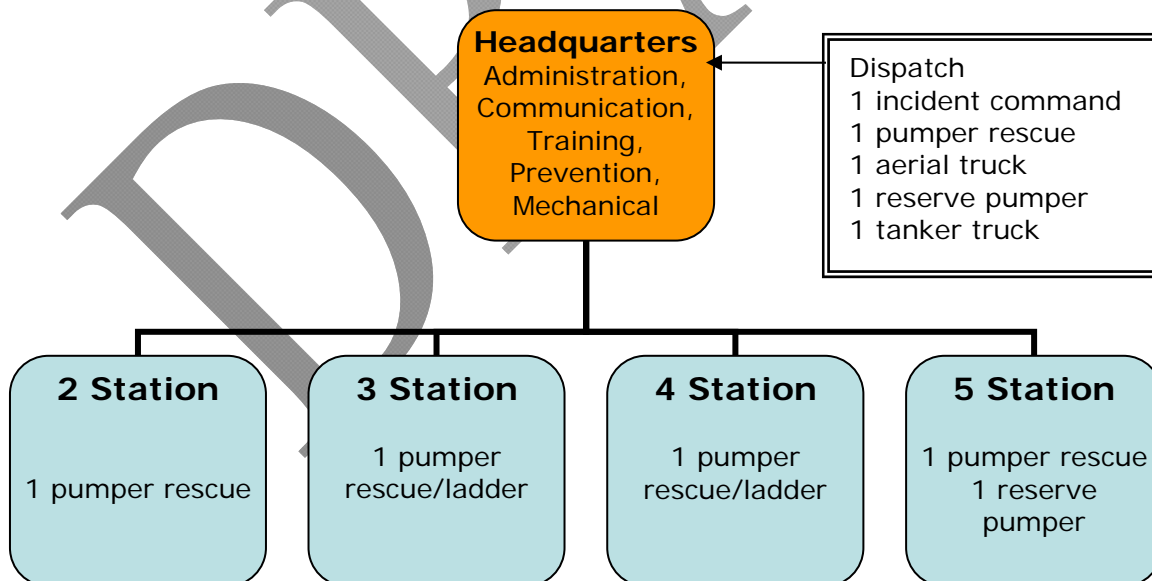 Headquarters
Administration,
Communication,
Training,
Prevention,
Mechanical
Dispatch
1 incident command
1 pumper rescue
1 aerial truck
1 reserve pumper
1 tanker truck
2 Station
1 pumper rescue
3 Station
1 pumper
rescue/ladder
4 Station
1 pumper
rescue/ladder
5 Station
1 pumper rescue
1 reserve
pumper